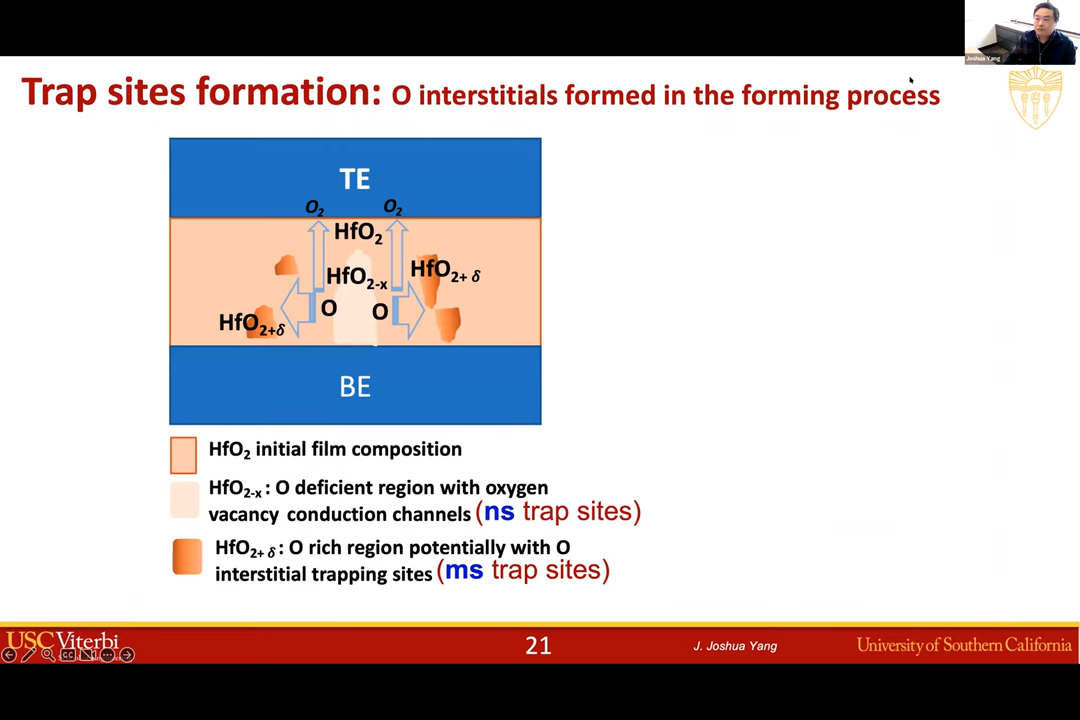 Joshua Yang
Trap sites formation: O interstitials formed in the forming process
TE
O₂ O₂
HfO₂
HfO₂₋ₓ HfO₂₊ δ
O O
HfO₂₊δ
BE
HfO₂ initial film composition
HfO₂₋ₓ : O deficient region with oxygen
vacancy conduction channels (ns trap sites)
HfO₂₊ δ : O rich region potentially with O
interstitial trapping sites (ms trap sites)
USC Viterbi
21
J. Joshua Yang
University of Southern California